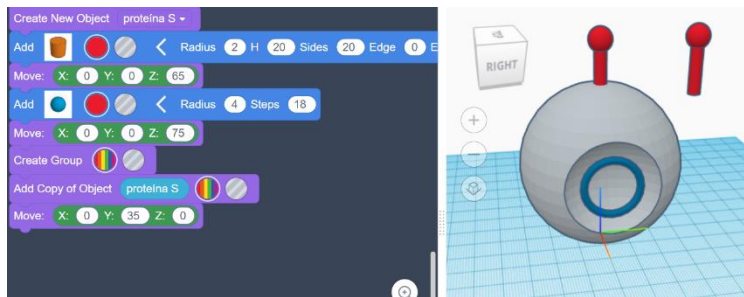 Create New Object proteína S
Add Radius 2 H 20 Sides 20 Edge 0 E
Move: X: 0 Y: 0 Z: 65
Add Radius 4 Steps 18
Move: X: 0 Y: 0 Z: 75
Create Group
Add Copy of Object proteína S
Move: X: 0 Y: 35 Z: 0
RIGHT